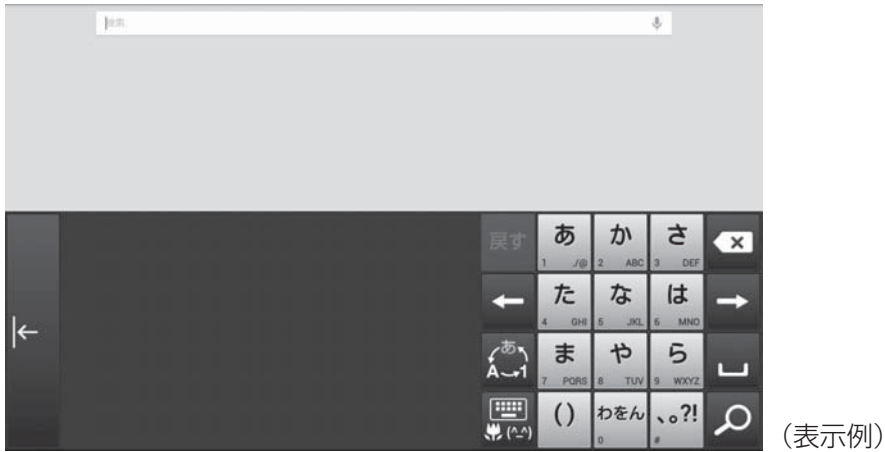 検索
戻す あ か さ
1 ./@ 2 ABC 3 DEF
た な は
4 GHI 5 JKL 6 MNO
あ A 1 ま や ら
7 PQRS 8 TUV 9 WXYZ
(^_^) () わをん 、。?!
0 #
（表示例）